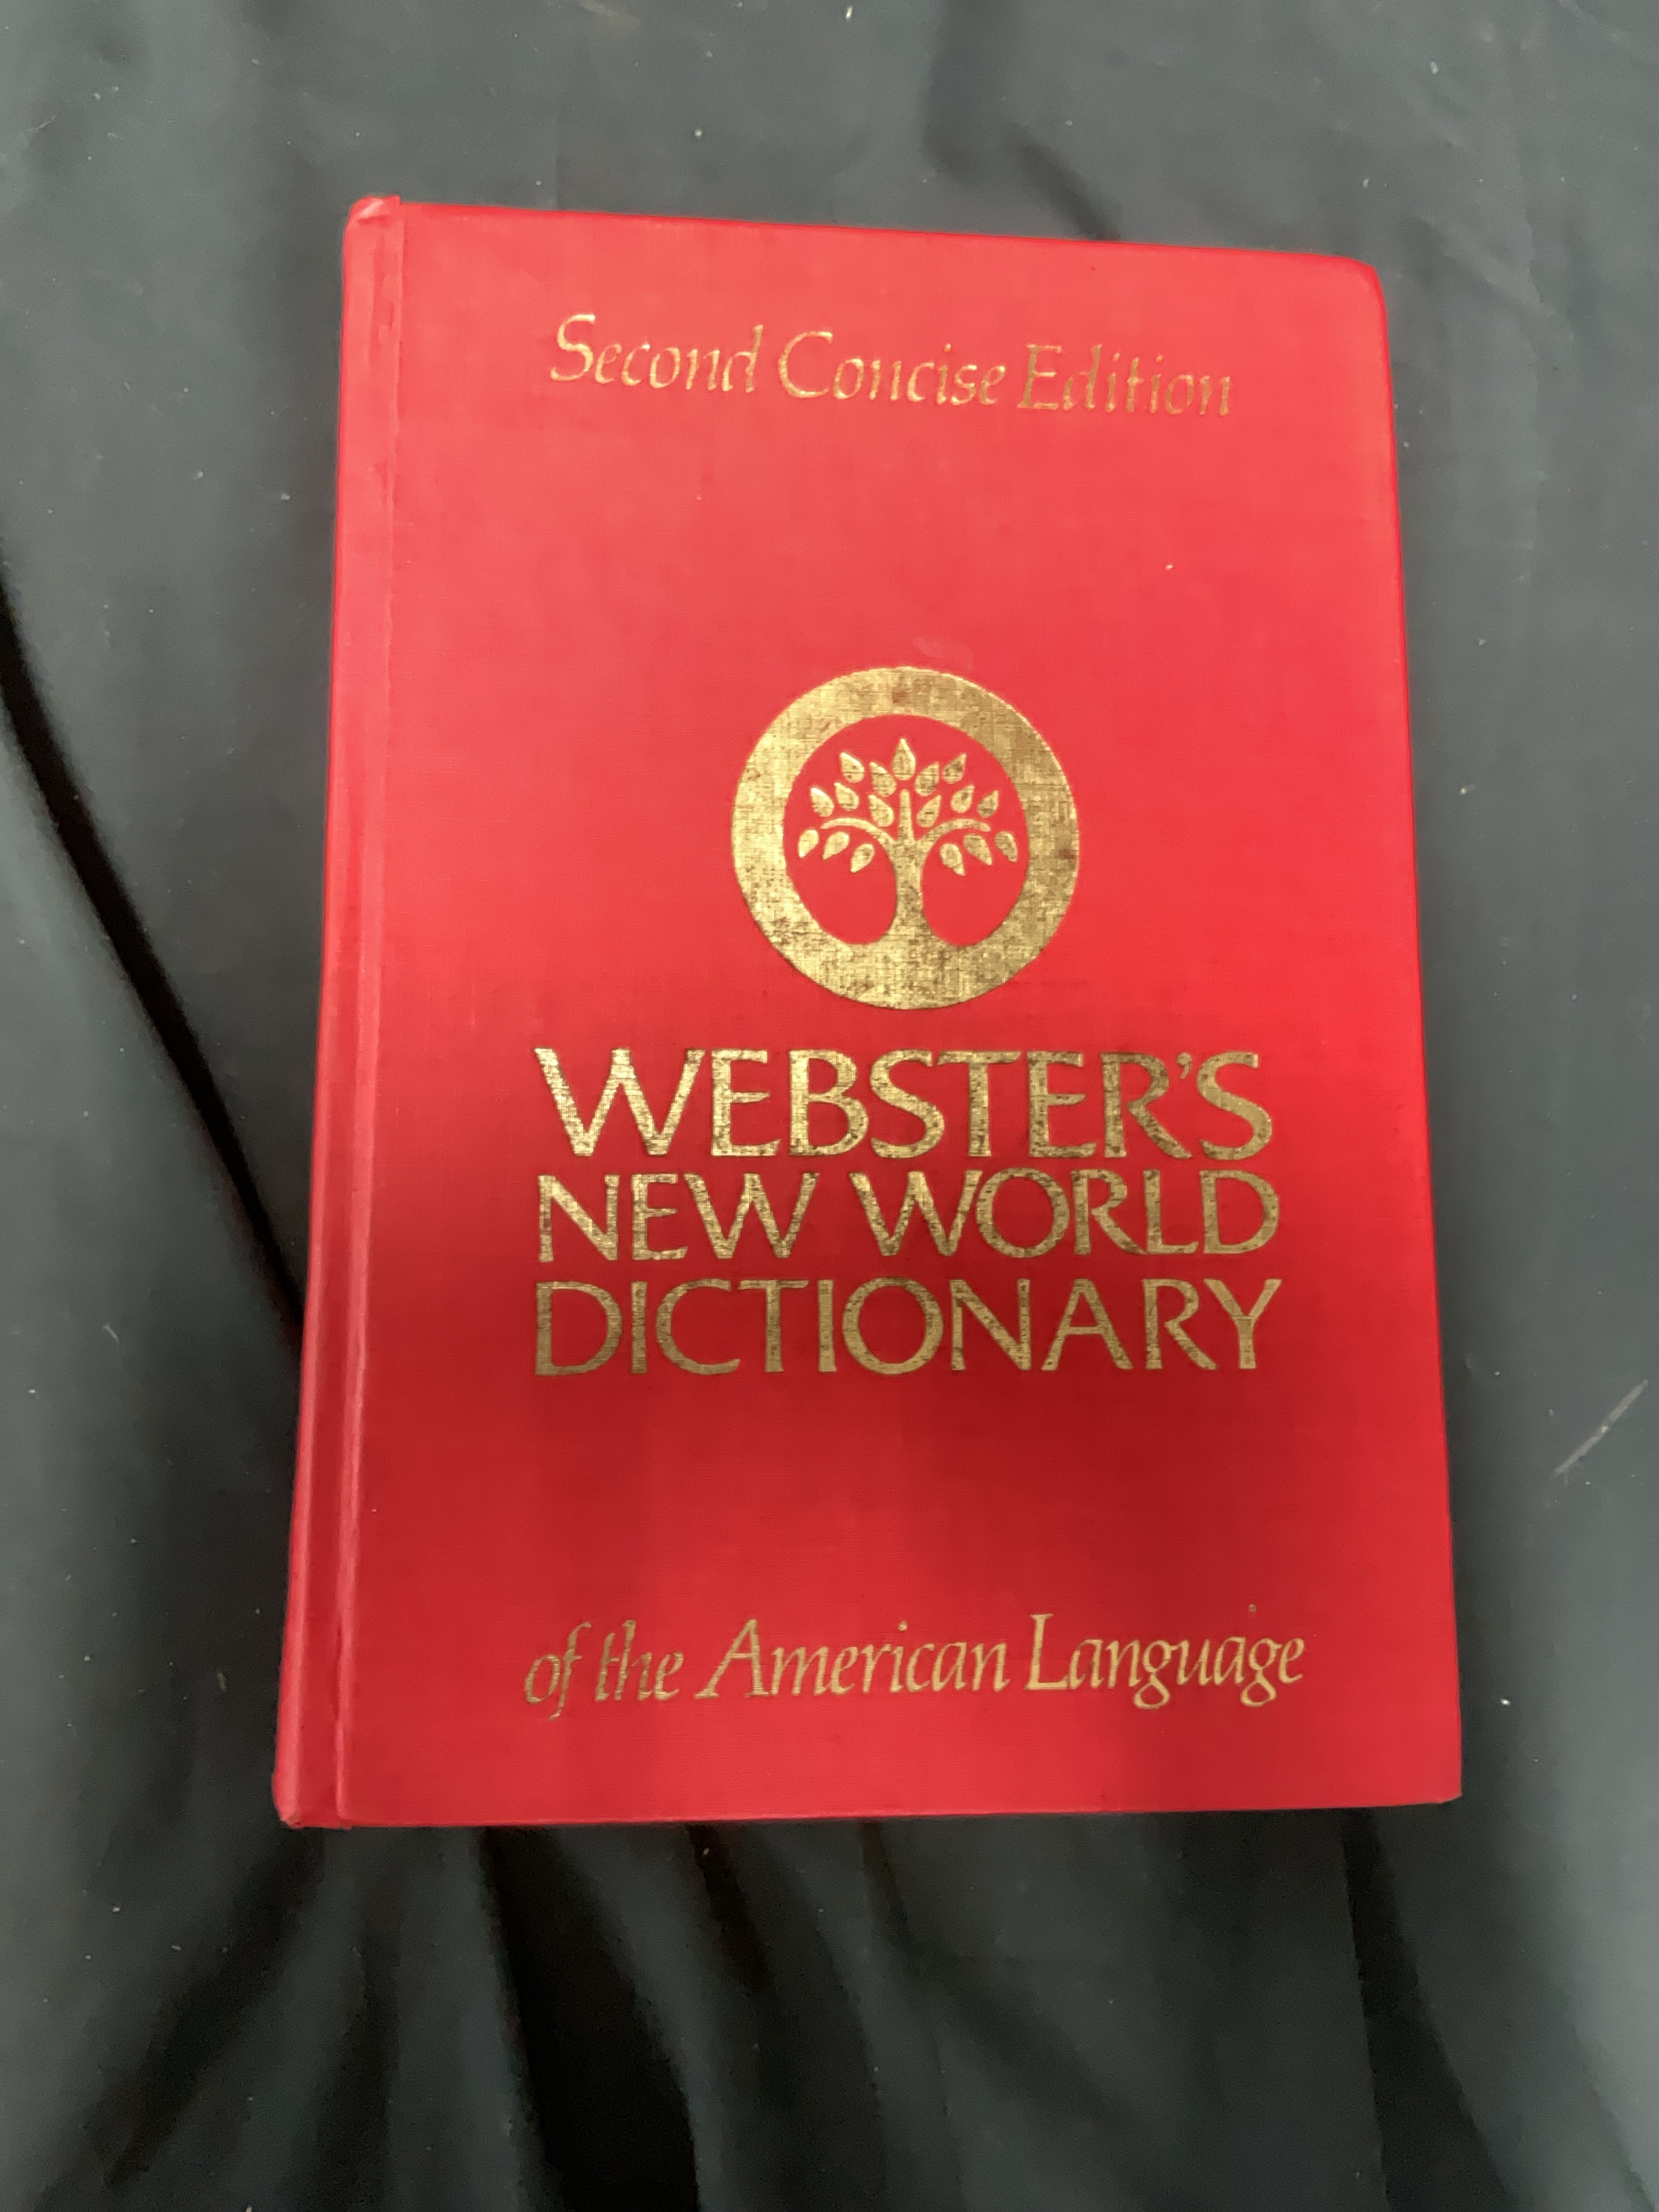 Second Concise Edition
WEBSTER'S
NEW WORLD
DICTIONARY
of the American Language